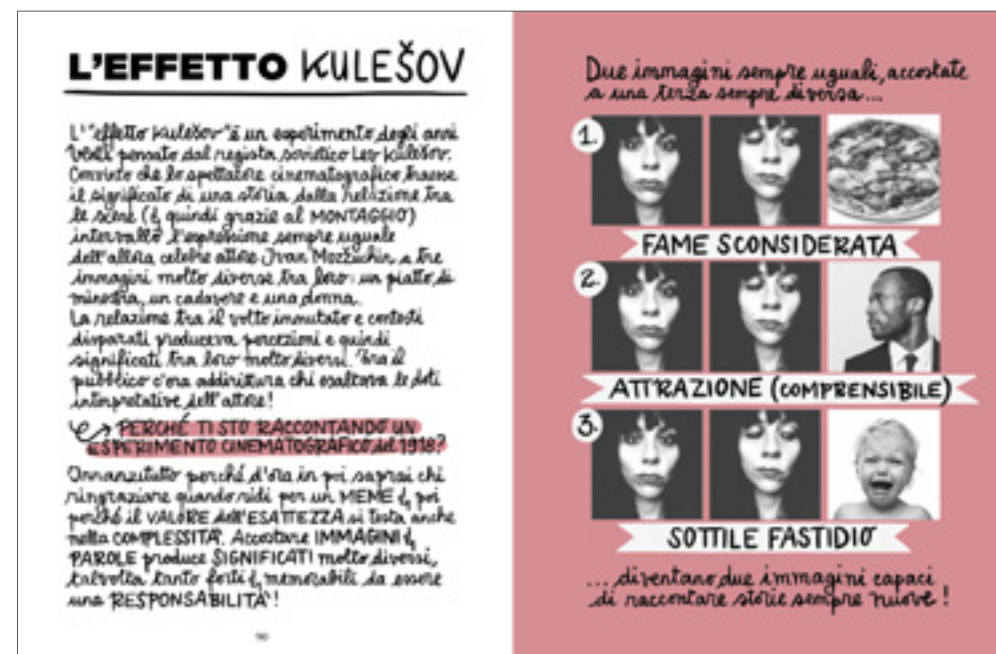 L'EFFETTO KULEŠOV
L'"effetto Kulešov" è un esperimento degli anni
Venti pensato dal regista sovietico Lev Kulešov.
Convinto che lo spettatore cinematografico traesse
il significato di una storia dalla relazione tra
le scene (& quindi grazie al MONTAGGIO)
intervallò l'espressione sempre uguale
dell'allora celebre attore Ivan Mozžuchin a tre
immagini molto diverse tra loro: un piatto di
minestra, un cadavere e una donna.
La relazione tra il volto immutato e contesti
disparati produceva percezioni e quindi
significati tra loro molto diversi. Tra il
pubblico c'era addirittura chi esaltava le doti
interpretative dell'attore!
PERCHÉ TI STO RACCONTANDO UN
ESPERIMENTO CINEMATOGRAFICO del 1918?
Innanzitutto perché d'ora in poi saprai chi
ringraziare quando ridi per un MEME & poi
perché il VALORE dell'ESATTEZZA si testa anche
nella COMPLESSITÀ. Accostare IMMAGINI &
PAROLE produce SIGNIFICATI molto diversi,
talvolta tanto forti & memorabili da essere
una RESPONSABILITÀ!
Due immagini sempre uguali, accostate
a una terza sempre diversa...
1.
FAME SCONSIDERATA
2.
ATTRAZIONE (COMPRENSIBILE)
3.
SOTTILE FASTIDIO
... diventano due immagini capaci
di raccontare storie sempre nuove!